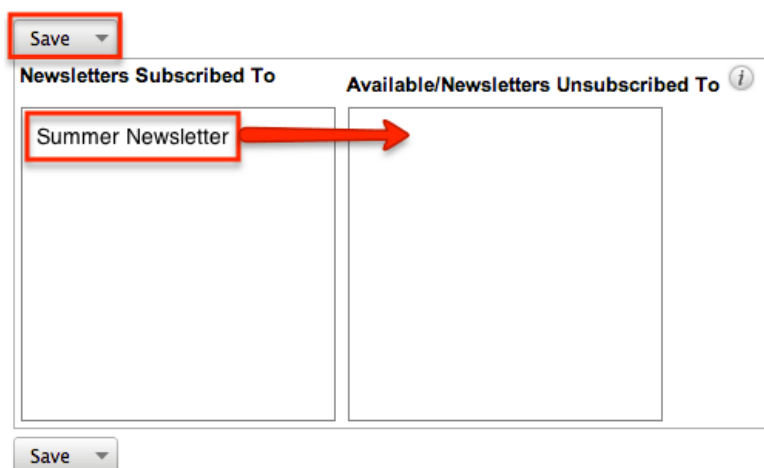 Save
Newsletters Subscribed To
Available/Newsletters Unsubscribed To i
Summer Newsletter
Save